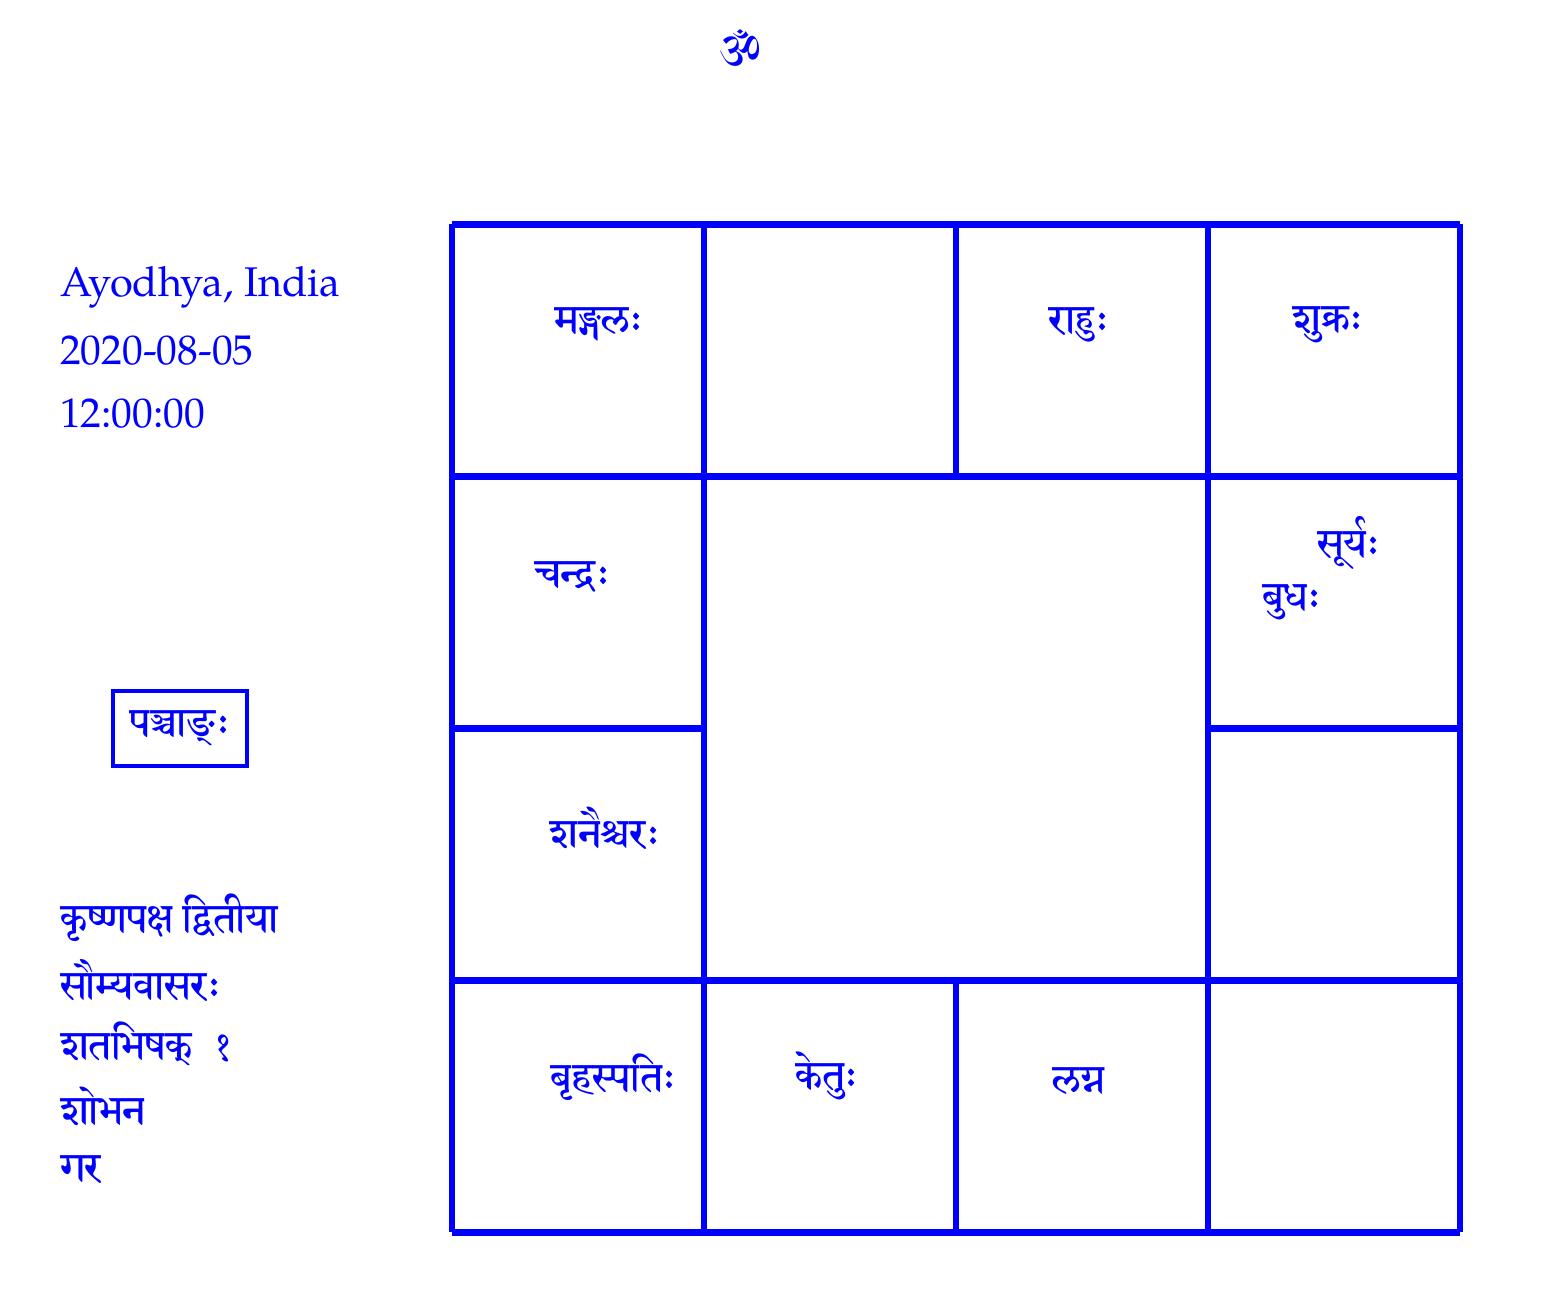 ॐ
Ayodhya, India
2020-08-05
12:00:00
मङ्गलः
राहुः
शुक्रः
चन्द्रः
सूर्यः
बुधः
पञ्चाङ्ः
शनैश्चरः
कृष्णपक्ष द्वितीया
सौम्यवासरः
शतभिषक् १
शोभन
गर
बृहस्पतिः
केतुः
लग्न